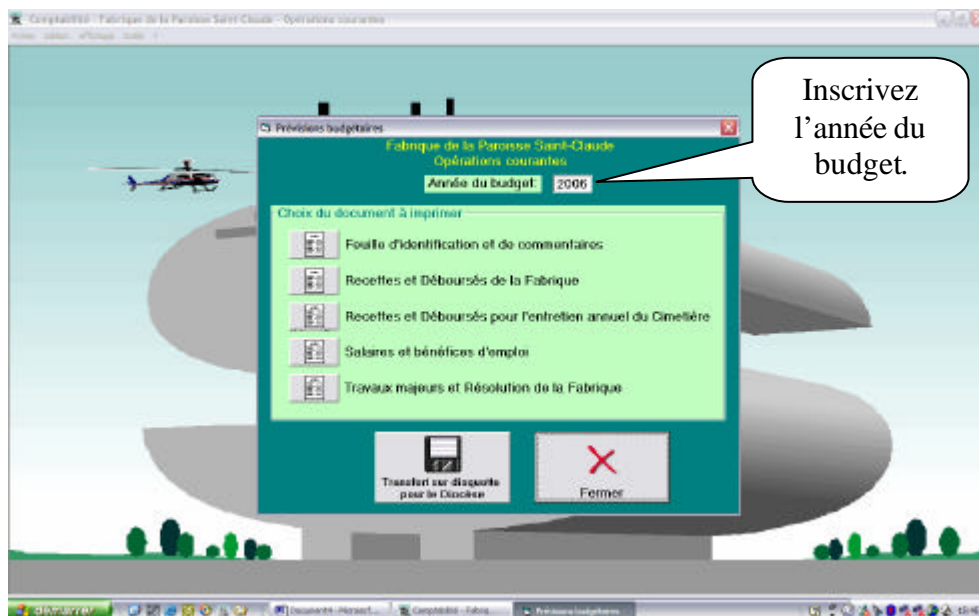 Comptabilité - Fabrique de la Paroisse Saint-Claude - Opérations courantes
Inscrivez
l'année du
budget.
Prévisions budgétaires
Fabrique de la Paroisse Saint-Claude
Opérations courantes
Année du budget: 2006
Choix du document à imprimer
Feuille d'identification et de commentaires
Recettes et Déboursés de la Fabrique
Recettes et Déboursés pour l'entretien annuel du Cimetière
Salaires et bénéfices d'emploi
Travaux majeurs et Résolution de la Fabrique
Transfert sur disquette
pour le Diocèse
Fermer
démarrer
Prévisions budgétaires